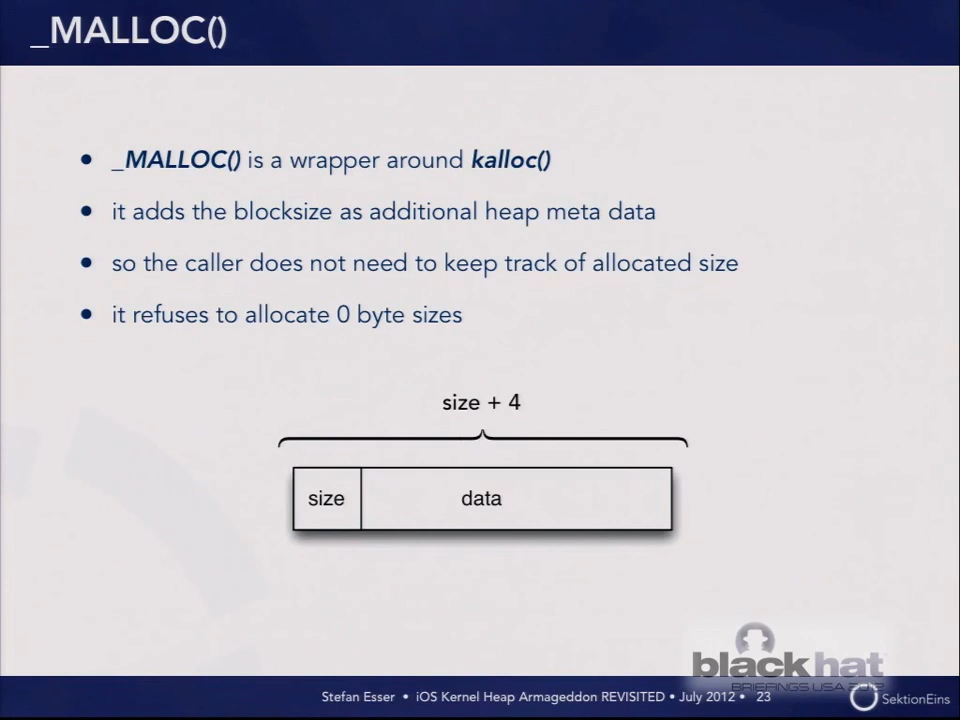 _MALLOC()
• _MALLOC() is a wrapper around kalloc()
• it adds the blocksize as additional heap meta data
• so the caller does not need to keep track of allocated size
• it refuses to allocate 0 byte sizes
size + 4
size data
black hat
BRIEFINGS USA 2012
Stefan Esser • iOS Kernel Heap Armageddon REVISITED • July 2012 • 23
SektionEins